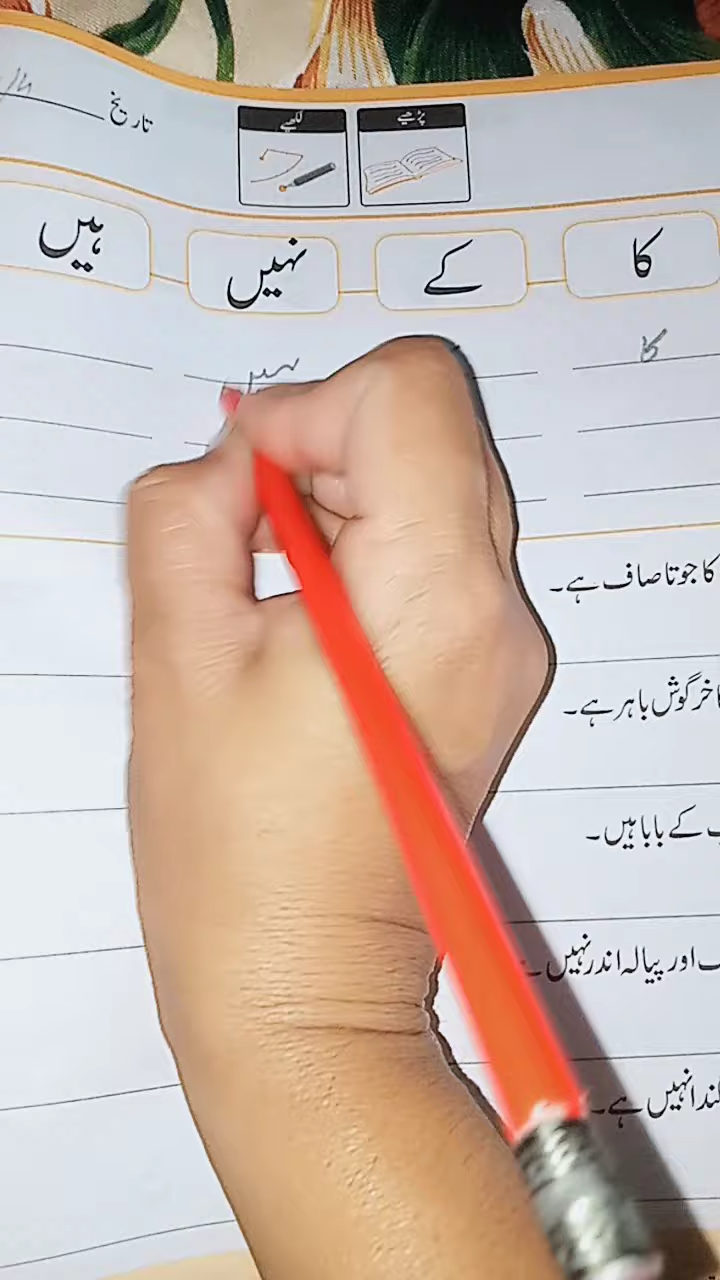 تاریخ
پڑھیے لکھیے
کا کے نہیں ہیں
کا نہیں
کا جوتا صاف ہے۔
خرگوش باہر ہے۔
کے بابا ہیں۔
اور پیالہ اندر نہیں
گندا نہیں ہے۔